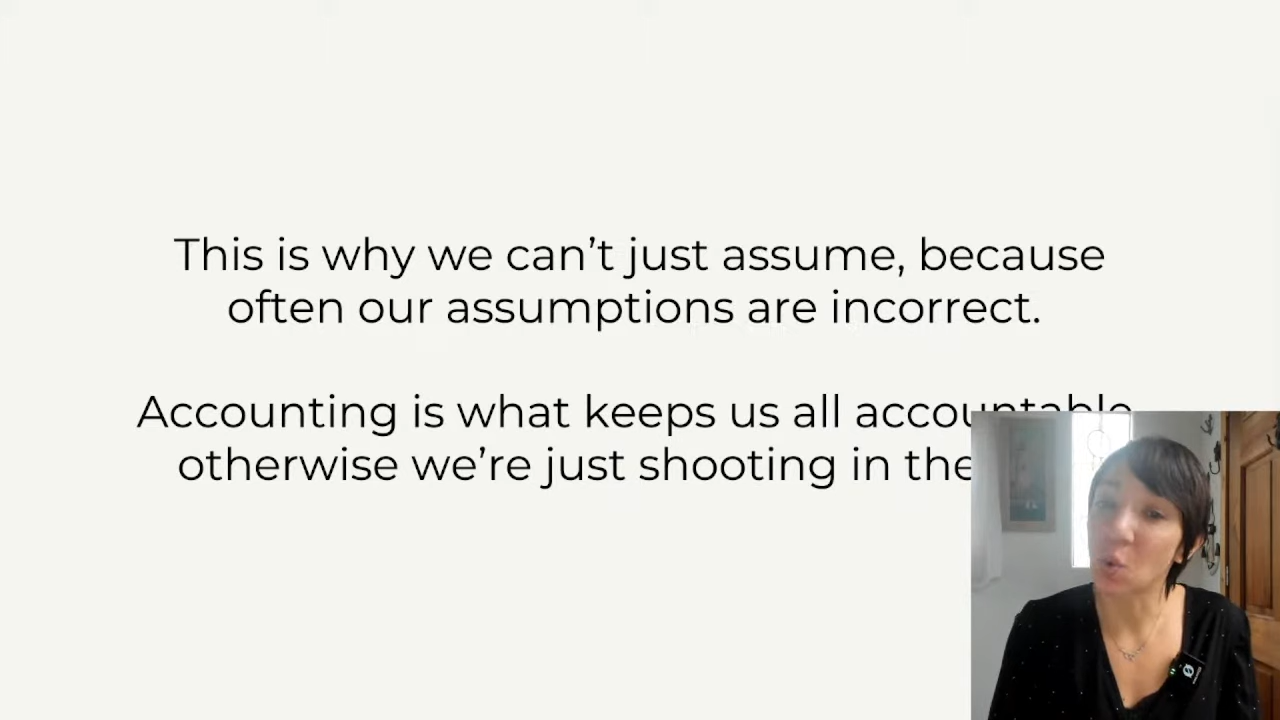 This is why we can’t just assume, because
often our assumptions are incorrect.
Accounting is what keeps us all accountable
otherwise we’re just shooting in the